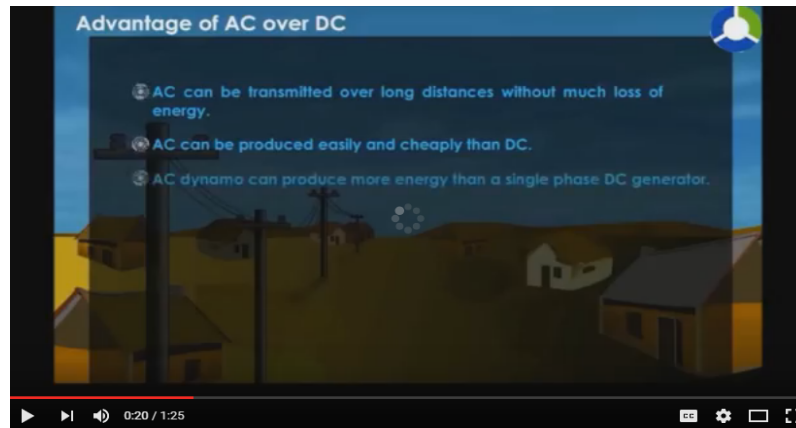 Advantage of AC over DC
AC can be transmitted over long distances without much loss of
energy.
AC can be produced easily and cheaply than DC.
AC dynamo can produce more energy than a single phase DC generator.
0:20 / 1:25
CC